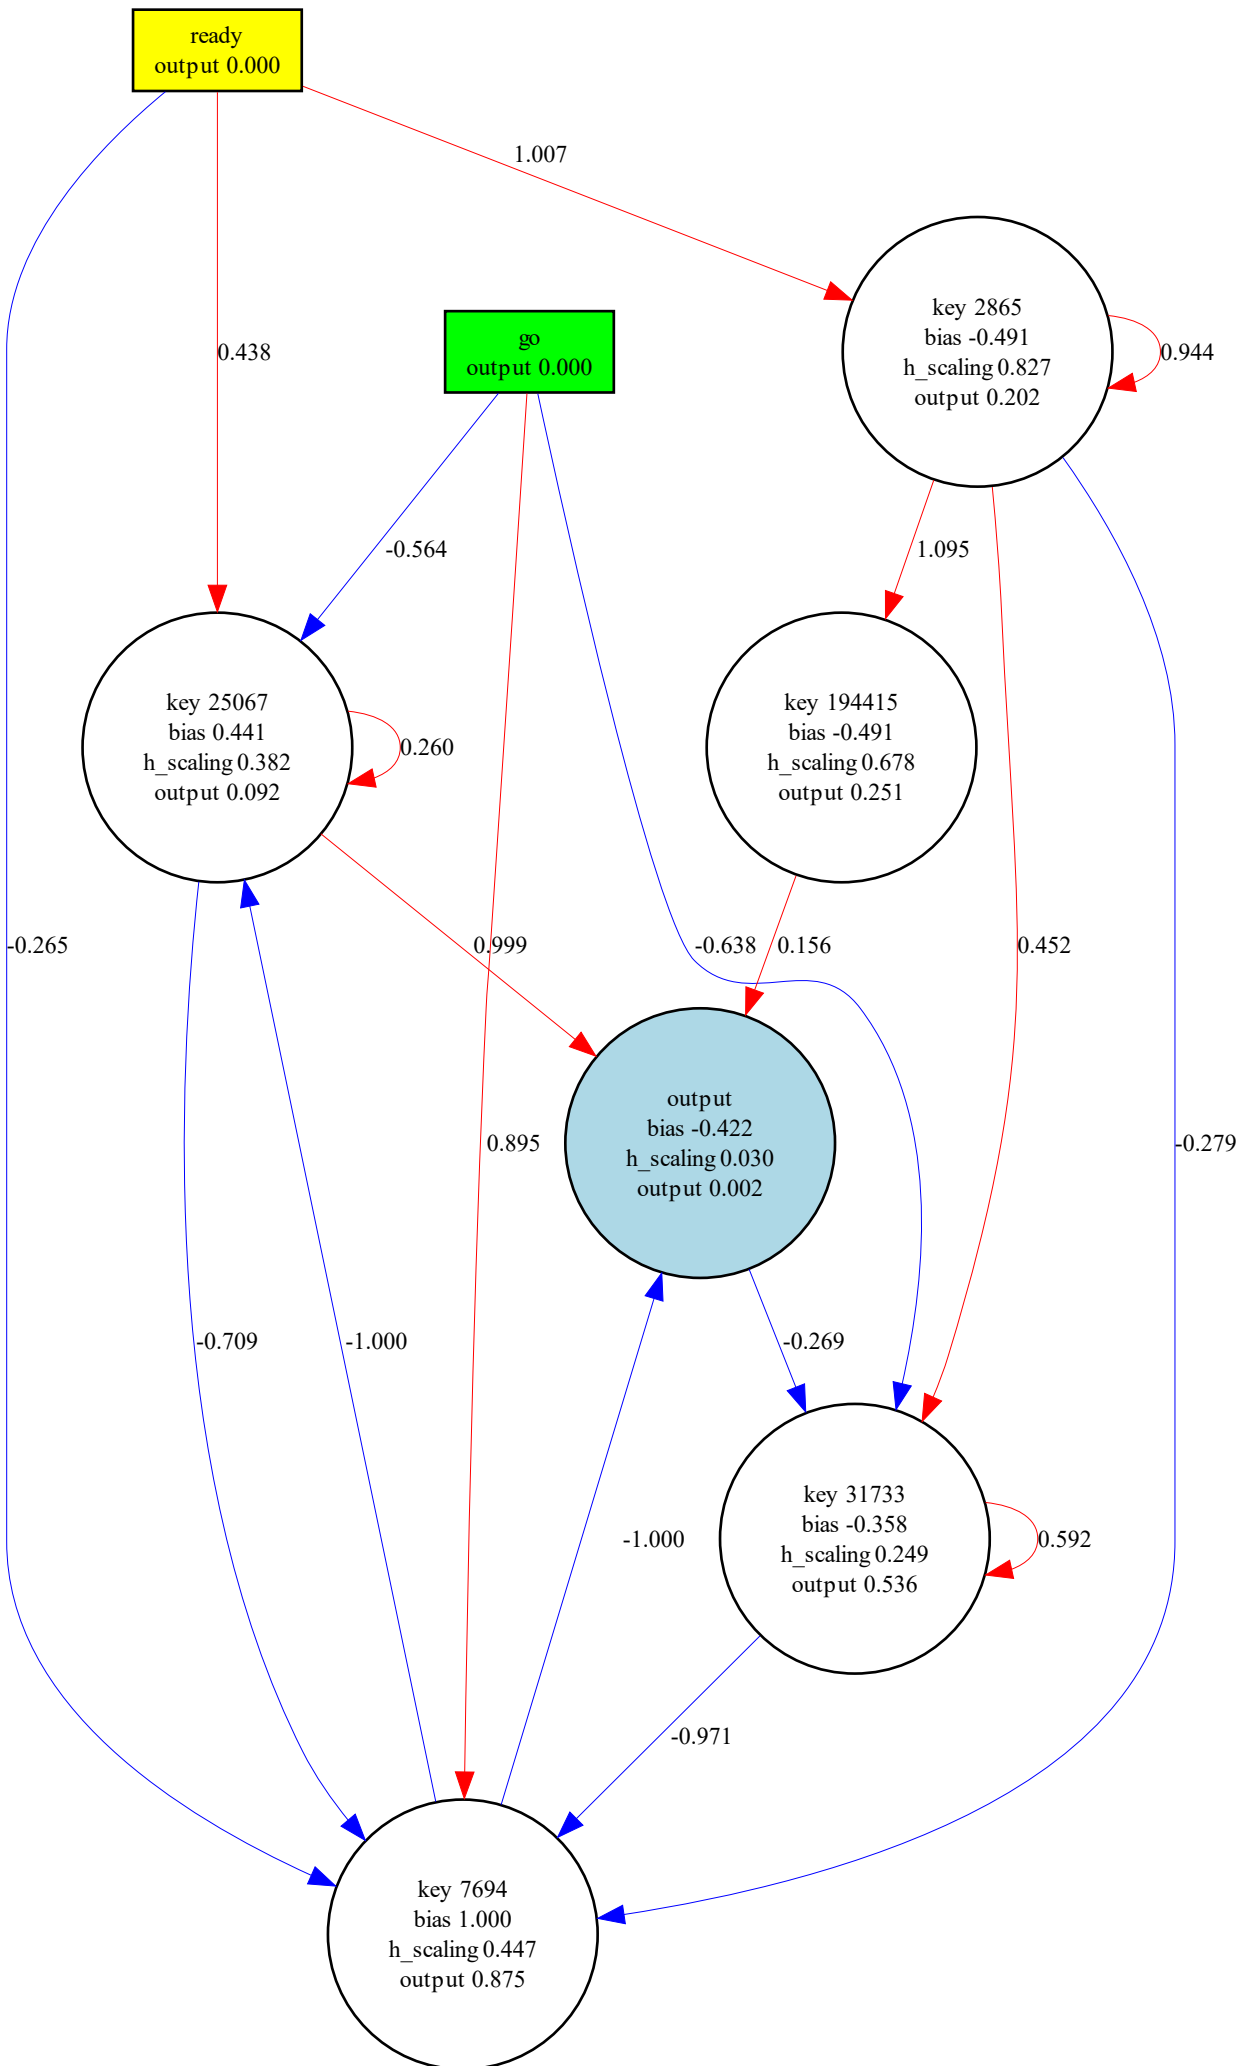 ready
output 0.000
1.007
key 2865
bias -0.491
h_scaling 0.827
output 0.202
0.944
go
output 0.000
0.438
-0.564
1.095
key 25067
bias 0.441
h_scaling 0.382
output 0.092
0.260
key 194415
bias -0.491
h_scaling 0.678
output 0.251
-0.265
0.999
-0.638
0.156
0.452
output
bias -0.422
h_scaling 0.030
output 0.002
0.895
-0.279
-0.709
-1.000
-0.269
key 31733
bias -0.358
h_scaling 0.249
output 0.536
-1.000
0.592
-0.971
key 7694
bias 1.000
h_scaling 0.447
output 0.875